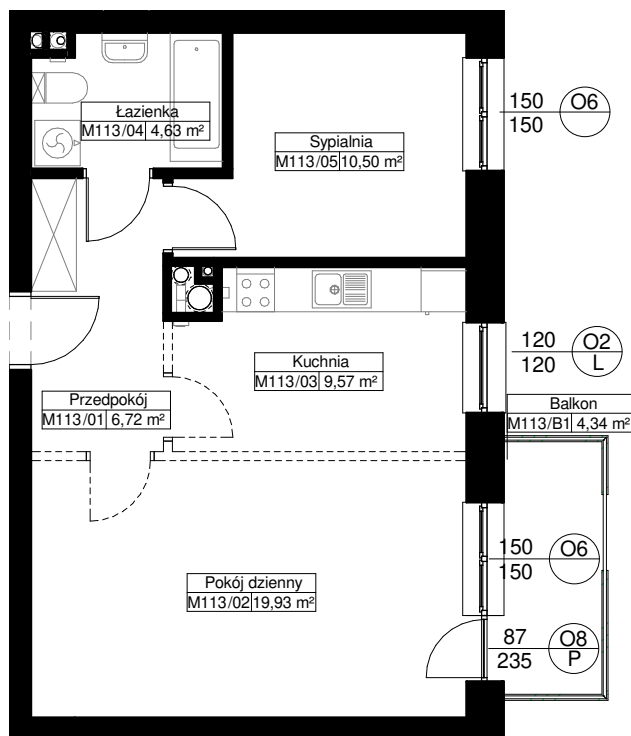 Łazienka
M113/04 4,63 m²
150 O6
150
Sypialnia
M113/05 10,50 m²
120 O2
120 L
Kuchnia
M113/03 9,57 m²
Przedpokój
M113/01 6,72 m²
Balkon
M113/B1 4,34 m²
150 O6
150
Pokój dzienny
M113/02 19,93 m²
87 O8
235 P